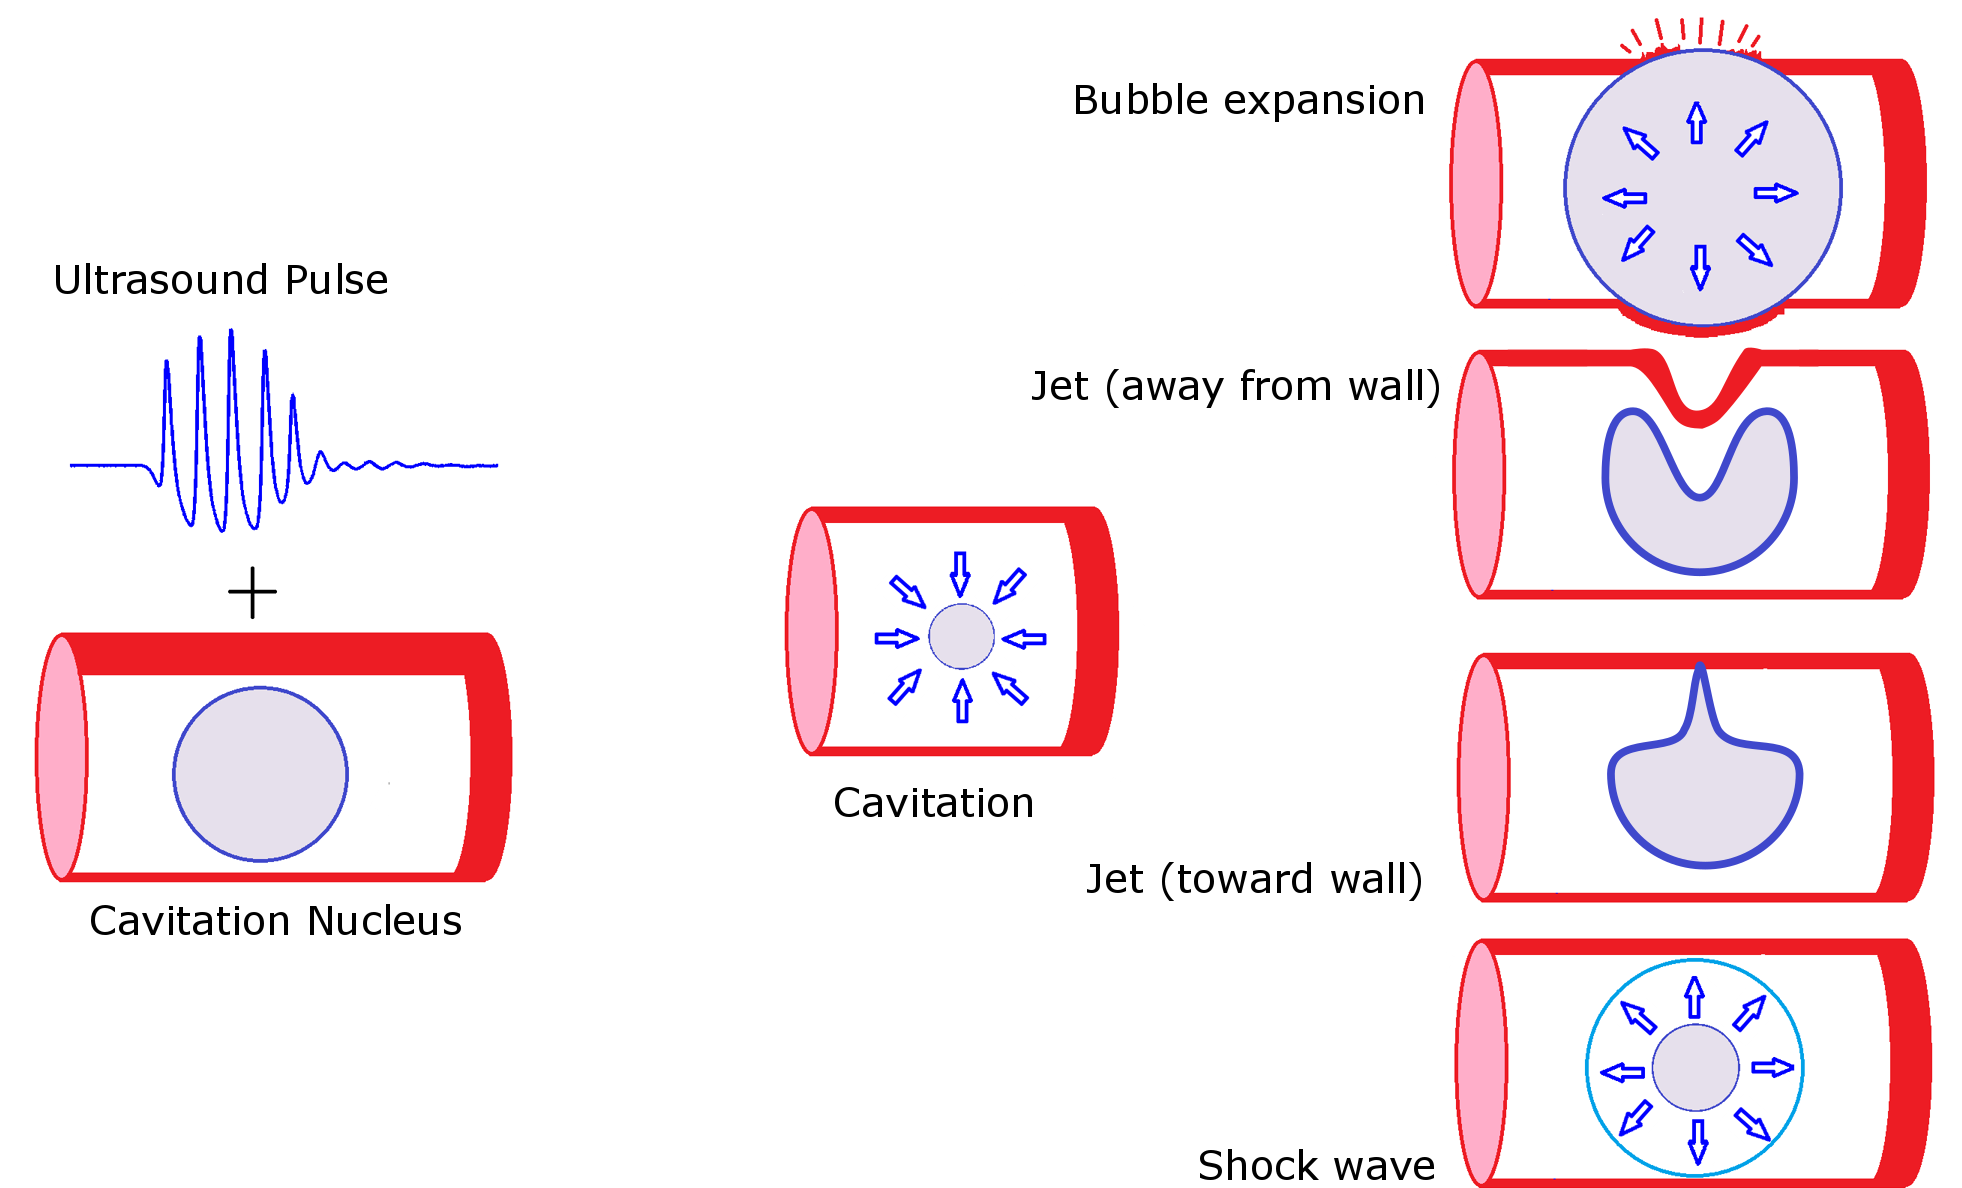 Ultrasound Pulse
+
Cavitation Nucleus
Cavitation
Bubble expansion
Jet (away from wall)
Jet (toward wall)
Shock wave